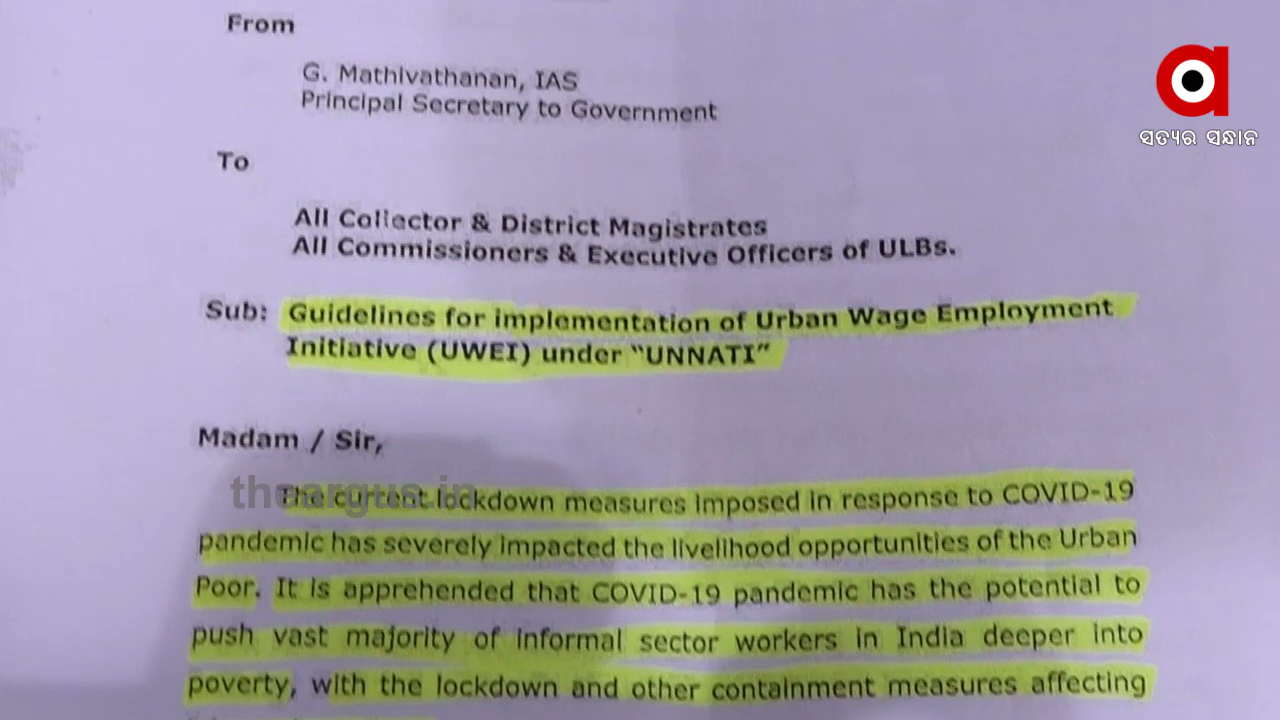 From
G. Mathivathanan, IAS
Principal Secretary to Government
ସତ୍ୟର ସନ୍ଧାନ
To
All Collector & District Magistrates
All Commissioners & Executive Officers of ULBs.
Sub: Guidelines for implementation of Urban Wage Employment
Initiative (UWEI) under “UNNATI”
Madam / Sir,
theargus.in
The current lockdown measures imposed in response to COVID-19
pandemic has severely impacted the livelihood opportunities of the Urban
Poor. It is apprehended that COVID-19 pandemic has the potential to
push vast majority of informal sector workers in India deeper into
poverty, with the lockdown and other containment measures affecting